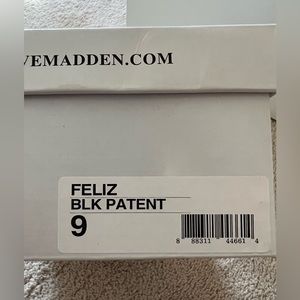 VEMADDEN.COM
FELIZ
BLK PATENT
9
8 88311 44661 4